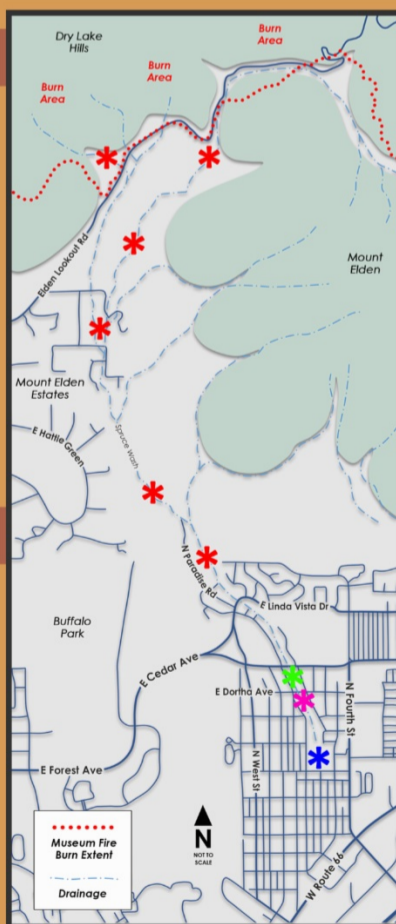 Dry Lake
Hills
Burn
Area
Burn
Area
Burn
Area
Elden Lookout Rd
Mount
Elden
Mount Elden
Estates
E Hattie Green
Spruce Wash
N Paradise Rd
E Linda Vista Dr
Buffalo
Park
E Cedar Ave
E Dortha Ave
N Fourth St
E Forest Ave
N West St
W Route 66
N
NOT TO
SCALE
Museum Fire
Burn Extent
Drainage